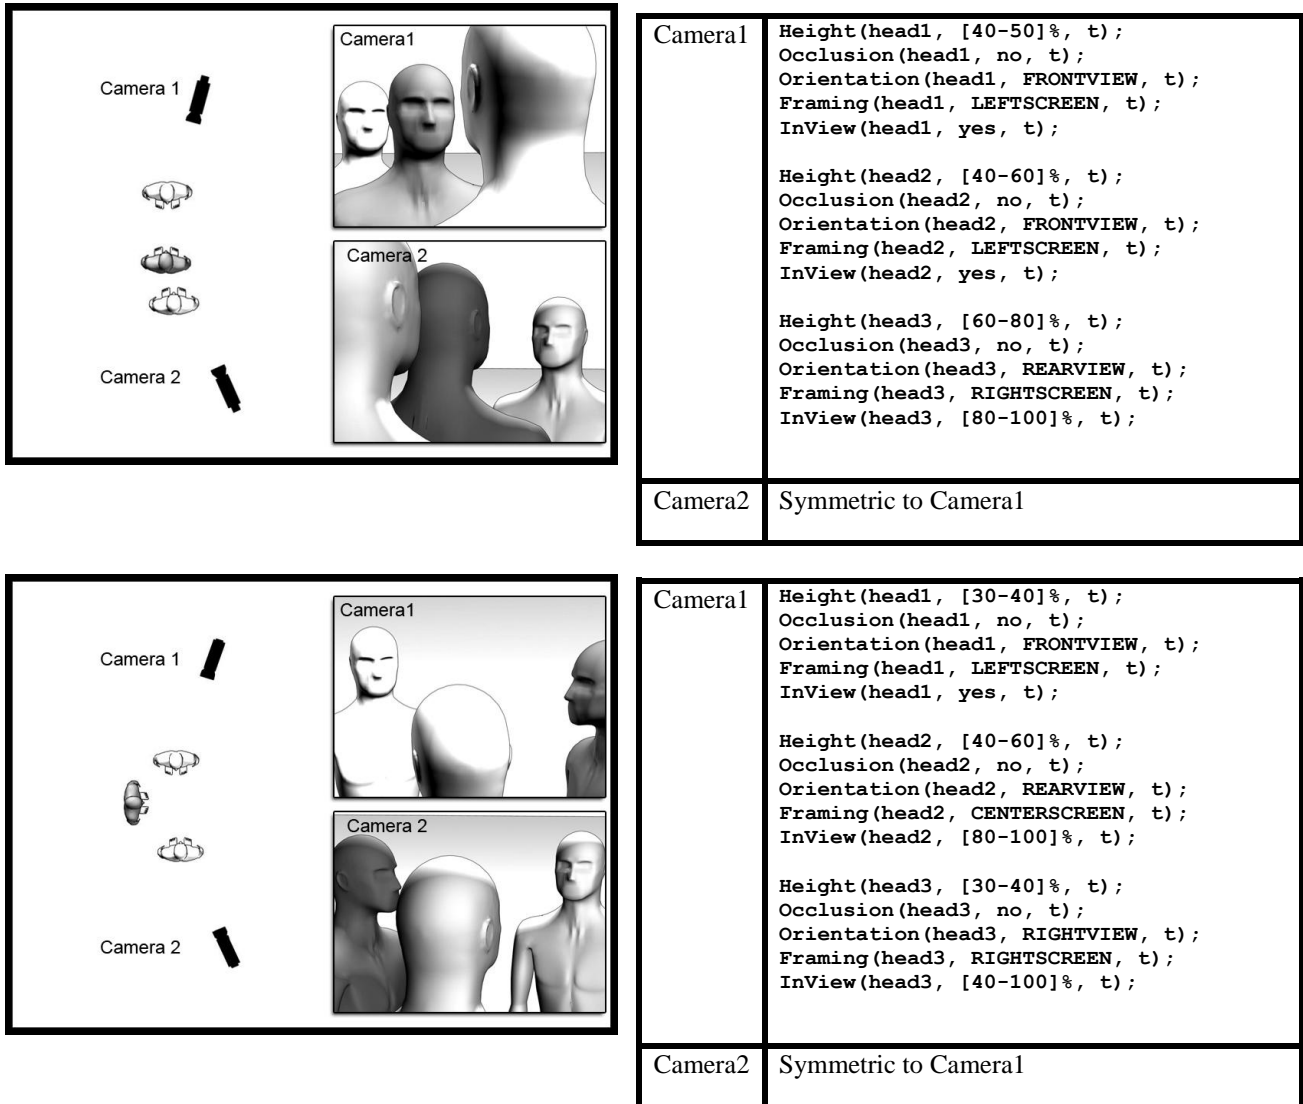 Camera1
Camera 1
Camera 2
Camera 2
Camera1
Height(head1, [40-50]%, t);
Occlusion(head1, no, t);
Orientation(head1, FRONTVIEW, t);
Framing(head1, LEFTSCREEN, t);
InView(head1, yes, t);
Height(head2, [40-60]%, t);
Occlusion(head2, no, t);
Orientation(head2, FRONTVIEW, t);
Framing(head2, LEFTSCREEN, t);
InView(head2, yes, t);
Height(head3, [60-80]%, t);
Occlusion(head3, no, t);
Orientation(head3, REARVIEW, t);
Framing(head3, RIGHTSCREEN, t);
InView(head3, [80-100]%, t);
Camera2 Symmetric to Camera1
Camera1
Camera 1
Camera 2
Camera 2
Camera1
Height(head1, [30-40]%, t);
Occlusion(head1, no, t);
Orientation(head1, FRONTVIEW, t);
Framing(head1, LEFTSCREEN, t);
InView(head1, yes, t);
Height(head2, [40-60]%, t);
Occlusion(head2, no, t);
Orientation(head2, REARVIEW, t);
Framing(head2, CENTERSCREEN, t);
InView(head2, [80-100]%, t);
Height(head3, [30-40]%, t);
Occlusion(head3, no, t);
Orientation(head3, RIGHTVIEW, t);
Framing(head3, RIGHTSCREEN, t);
InView(head3, [40-100]%, t);
Camera2 Symmetric to Camera1